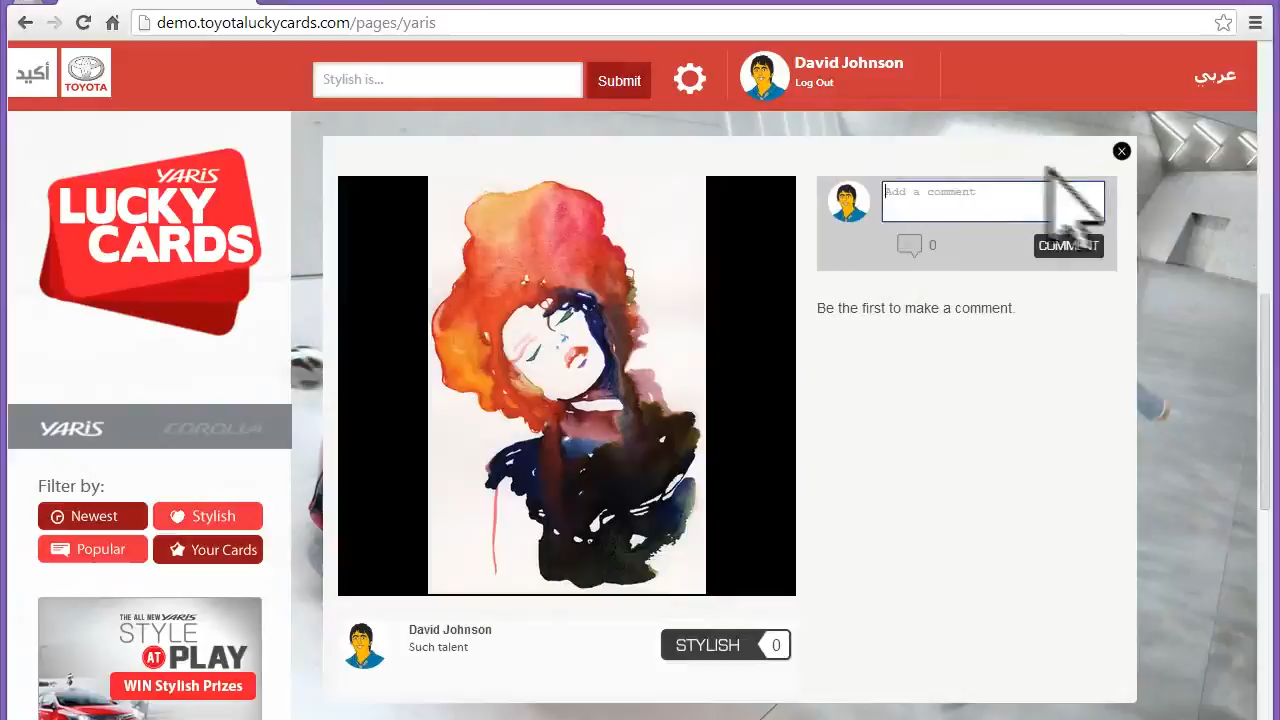 demo.toyotaluckycards.com/pages/yaris
أكيد
TOYOTA
Stylish is...
Submit
David Johnson
Log Out
عربي
YARIS
LUCKY
CARDS
YARIS
COROLLA
Filter by:
Newest
Stylish
Popular
Your Cards
THE ALL NEW YARIS
STYLE
AT PLAY
WIN Stylish Prizes
Add a comment
0
COMMENT
Be the first to make a comment.
David Johnson
Such talent
STYLISH 0